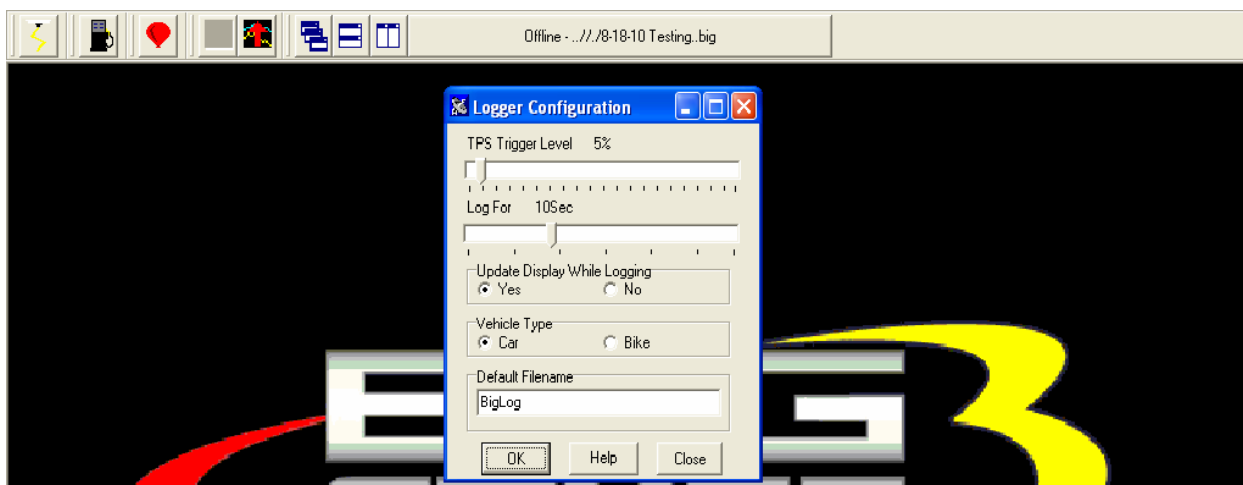 Offline - ..//./8-18-10 Testing..big
Logger Configuration
TPS Trigger Level 5%
Log For 10Sec
Update Display While Logging
Yes No
Vehicle Type
Car Bike
Default Filename
BigLog
OK Help Close